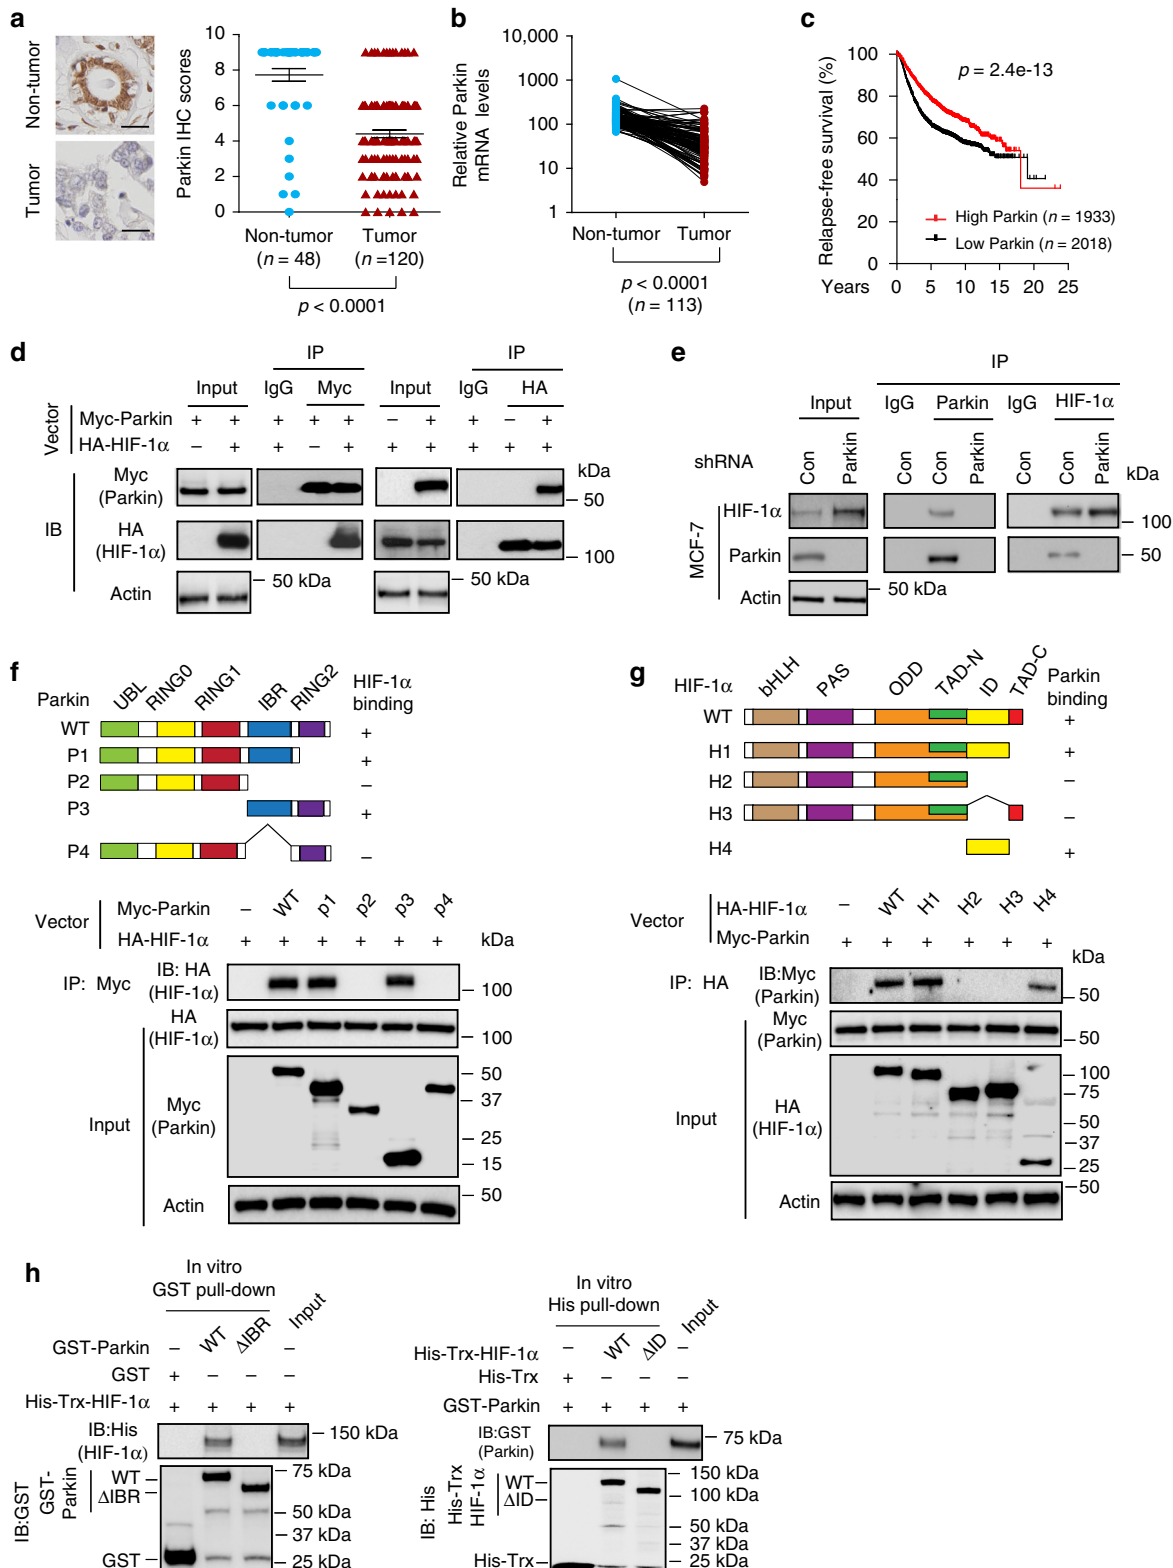 a
Non-tumor
Tumor
Parkin IHC scores
10
8
6
4
2
0
Non-tumor
(n = 48)
Tumor
(n =120)
p < 0.0001
b
Relative Parkin
mRNA levels
10,000
1000
100
10
1
Non-tumor
Tumor
p < 0.0001
(n = 113)
c
Relapse-free survival (%)
100
80
60
40
20
0
p = 2.4e-13
High Parkin (n = 1933)
Low Parkin (n = 2018)
Years 0 5 10 15 20 25
d
IP IP
Input IgG Myc Input IgG HA
Vector
Myc-Parkin + + + + + – + + – +
HA-HIF-1α – + + – + + + + + +
IB
Myc
(Parkin)
kDa
50
HA
(HIF-1α)
100
Actin
50 kDa
50 kDa
e
IP
Input IgG Parkin IgG HIF-1α
shRNA Con Parkin Con Con Parkin Con Con Parkin
kDa
MCF-7
HIF-1α
100
Parkin
50
Actin
50 kDa
f
Parkin UBL RING0 RING1 IBR RING2 HIF-1α
binding
WT +
P1 +
P2 –
P3 +
P4 –
Vector
Myc-Parkin – WT p1 p2 p3 p4
HA-HIF-1α + + + + + + kDa
IP: Myc
IB: HA
(HIF-1α)
100
Input
HA
(HIF-1α)
100
Myc
(Parkin)
50
37
25
15
Actin
50
g
HIF-1α bHLH PAS ODD TAD-N ID TAD-C Parkin
binding
WT +
H1 +
H2 –
H3 –
H4 +
Vector
HA-HIF-1α – WT H1 H2 H3 H4
Myc-Parkin + + + + + +
kDa
IP: HA
IB:Myc
(Parkin)
50
Input
Myc
(Parkin)
50
HA
(HIF-1α)
100
75
50
37
25
Actin
50
h
In vitro
GST pull-down
Input
GST-Parkin – WT ΔIBR –
GST + – – –
His-Trx-HIF-1α + + + +
IB:His
(HIF-1α)
150 kDa
IB:GST
GST-
Parkin
WT
ΔIBR
GST
75 kDa
50 kDa
37 kDa
25 kDa
In vitro
His pull-down
Input
His-Trx-HIF-1α – WT ΔID –
His-Trx + – – –
GST-Parkin + + + +
IB:GST
(Parkin)
75 kDa
IB: His
His-Trx
HIF-1α
WT
ΔID
His-Trx
150 kDa
100 kDa
50 kDa
37 kDa
25 kDa